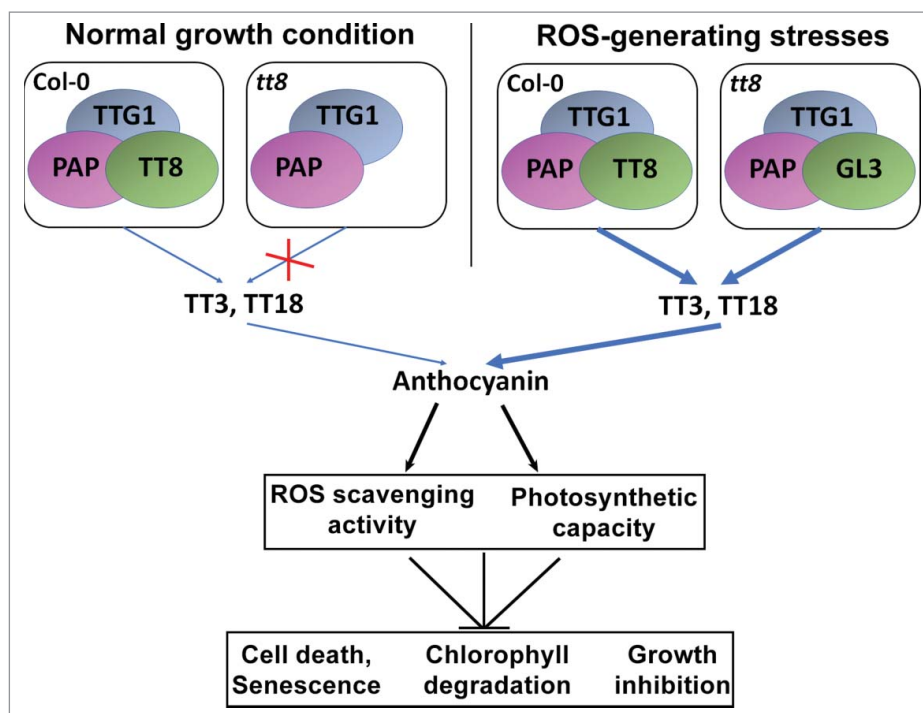 Normal growth condition
ROS-generating stresses
Col-0
TTG1
PAP
TT8
tt8
TTG1
PAP
Col-0
TTG1
PAP
TT8
tt8
TTG1
PAP
GL3
TT3, TT18
TT3, TT18
Anthocyanin
ROS scavenging
activity
Photosynthetic
capacity
Cell death,
Senescence
Chlorophyll
degradation
Growth
inhibition